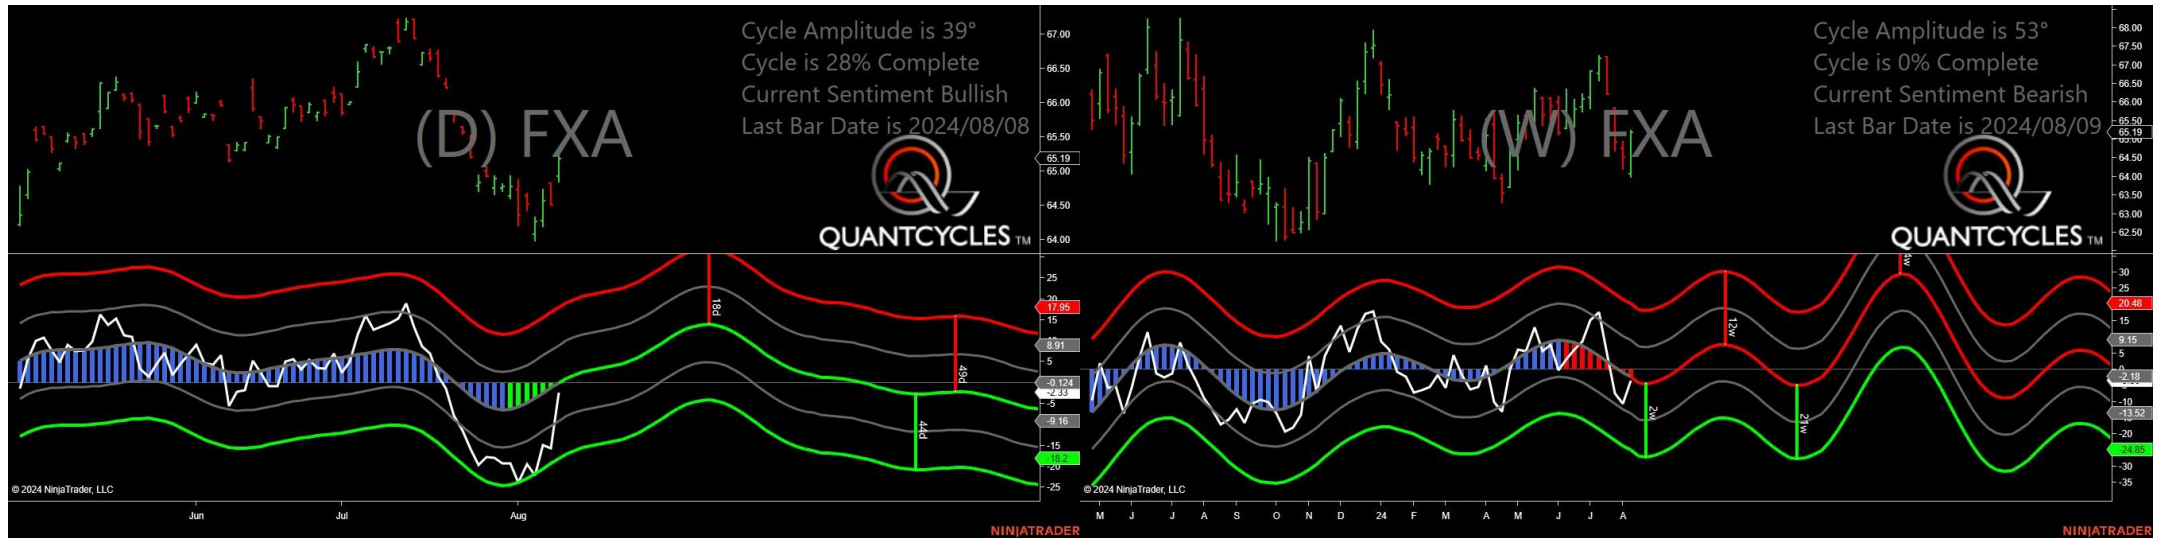 Cycle Amplitude is 39°
Cycle is 28% Complete
Current Sentiment Bullish
Last Bar Date is 2024/08/08
(D) FXA
QUANTCYCLES TM
67.00
66.50
66.00
65.50
65.19
65.00
64.50
64.00
25
20
17.95
15
8.91
5
-0.124
-2.33
-5
-9.16
-15
-18.2
-20
-25
18d
49d
44d
© 2024 NinjaTrader, LLC
Jun Jul Aug
NINJATRADER
Cycle Amplitude is 53°
Cycle is 0% Complete
Current Sentiment Bearish
Last Bar Date is 2024/08/09
(W) FXA
QUANTCYCLES TM
68.00
67.50
67.00
66.50
66.00
65.50
65.19
65.00
64.50
64.00
63.50
63.00
62.50
30
25
20.48
15
9.15
5
-2.18
-10
-13.52
-20
-24.85
-30
-35
12w
2w
21w
© 2024 NinjaTrader, LLC
M J J A S O N D 24 F M A M J J A
NINJATRADER